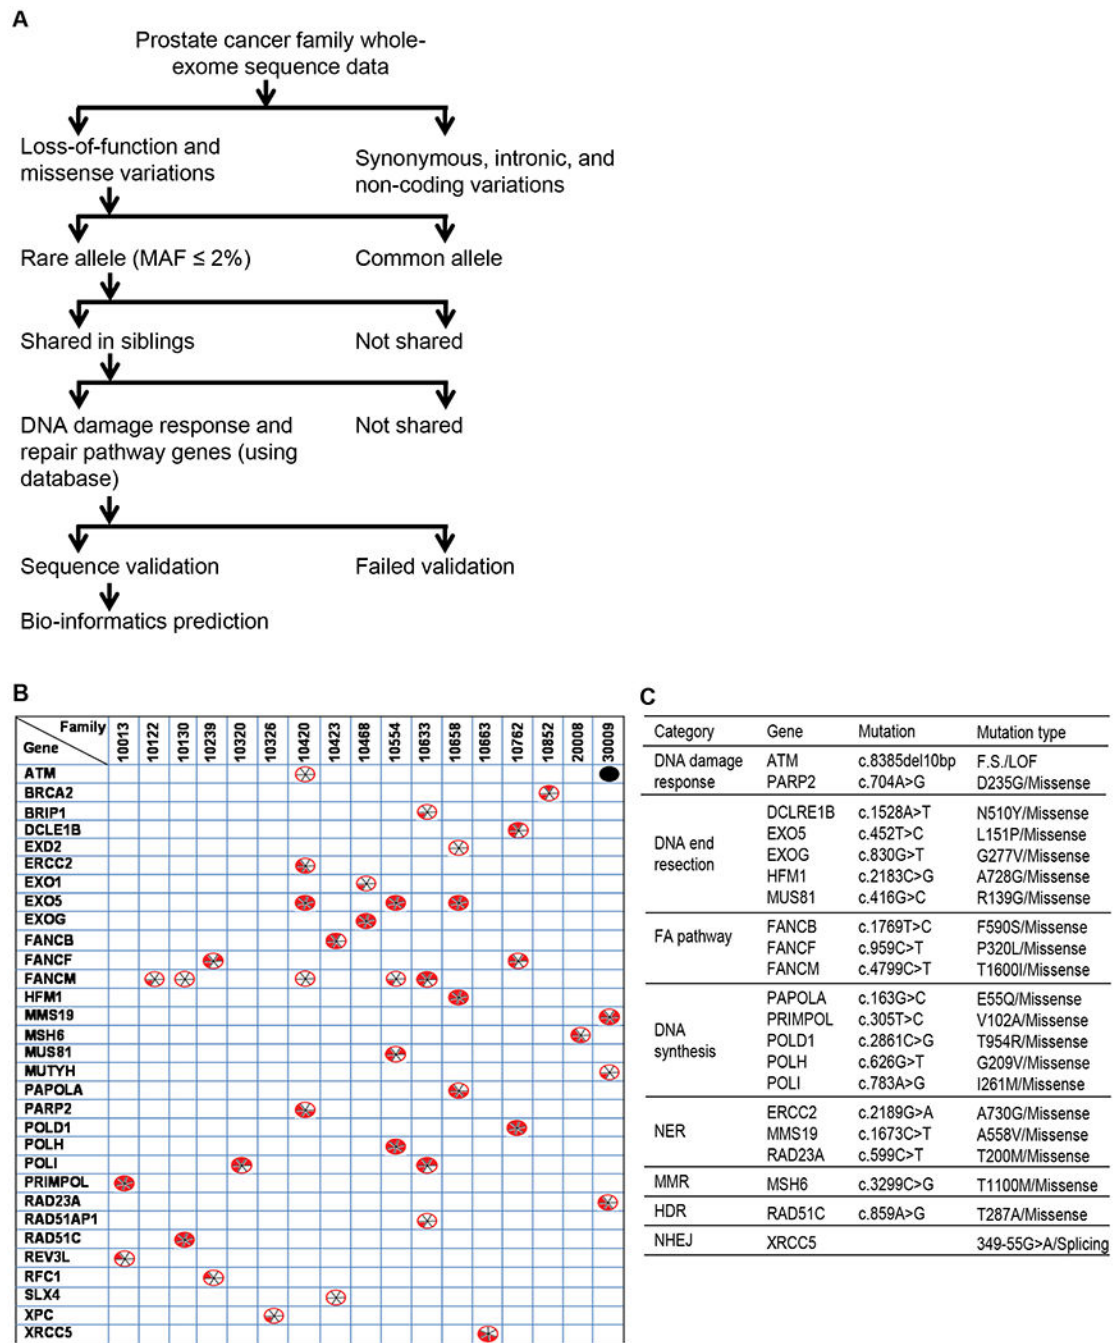 A
Prostate cancer family whole-
exome sequence data
Loss-of-function and
missense variations
Synonymous, intronic, and
non-coding variations
Rare allele (MAF ≤ 2%)
Common allele
Shared in siblings
Not shared
DNA damage response and
repair pathway genes (using
database)
Not shared
Sequence validation
Failed validation
Bio-informatics prediction
B
Family
Gene
10013 10122 10130 10239 10320 10326 10420 10423 10468 10554 10633 10658 10663 10762 10852 20008 30009
ATM
BRCA2
BRIP1
DCLE1B
EXD2
ERCC2
EXO1
EXO5
EXOG
FANCB
FANCF
FANCM
HFM1
MMS19
MSH6
MUS81
MUTYH
PAPOLA
PARP2
POLD1
POLH
POLI
PRIMPOL
RAD23A
RAD51AP1
RAD51C
REV3L
RFC1
SLX4
XPC
XRCC5
C
Category Gene Mutation Mutation type
DNA damage response ATM c.8385del10bp F.S./LOF
PARP2 c.704A>G D235G/Missense
DNA end resection DCLRE1B c.1528A>T N510Y/Missense
EXO5 c.452T>C L151P/Missense
EXOG c.830G>T G277V/Missense
HFM1 c.2183C>G A728G/Missense
MUS81 c.416G>C R139G/Missense
FA pathway FANCB c.1769T>C F590S/Missense
FANCF c.959C>T P320L/Missense
FANCM c.4799C>T T1600I/Missense
DNA synthesis PAPOLA c.163G>C E55Q/Missense
PRIMPOL c.305T>C V102A/Missense
POLD1 c.2861C>G T954R/Missense
POLH c.626G>T G209V/Missense
POLI c.783A>G I261M/Missense
NER ERCC2 c.2189G>A A730G/Missense
MMS19 c.1673C>T A558V/Missense
RAD23A c.599C>T T200M/Missense
MMR MSH6 c.3299C>G T1100M/Missense
HDR RAD51C c.859A>G T287A/Missense
NHEJ XRCC5 349-55G>A/Splicing